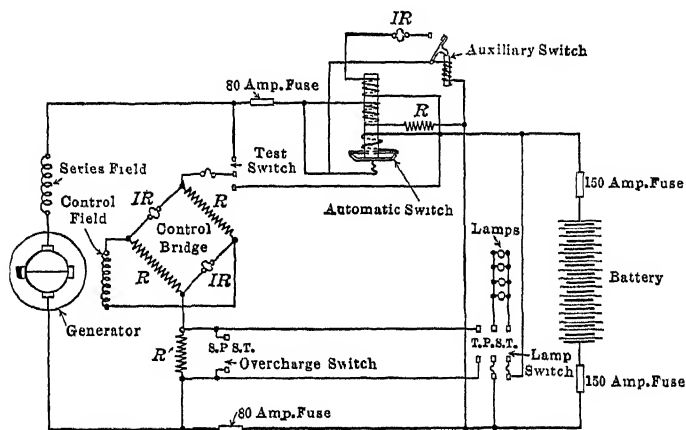 IR
Auxiliary Switch
80 Amp.Fuse
R
Series Field
Test
Switch
150 Amp.Fuse
Control
Field
IR
R
Automatic Switch
Control
Bridge
Lamps
R
IR
Battery
Generator
R'
S.P S.T.
Overcharge Switch
T.P.S.T.
Lamp
Switch
150 Amp.Fuse
80 Amp.Fuse